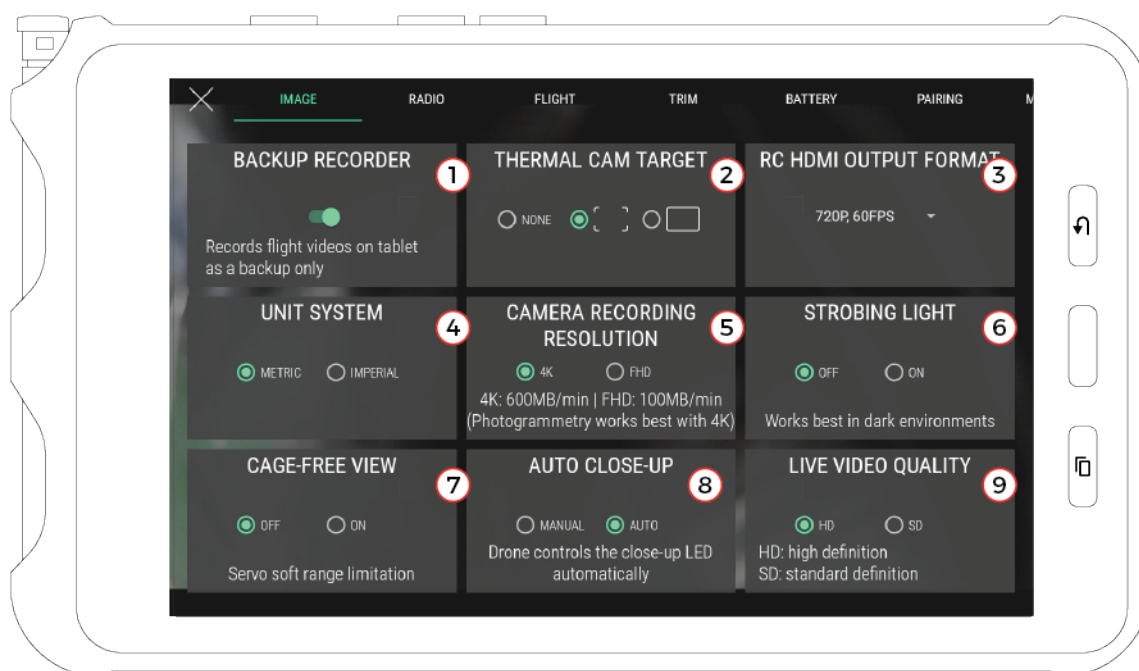 IMAGE RADIO FLIGHT TRIM BATTERY PAIRING M
BACKUP RECORDER
1
Records flight videos on tablet
as a backup only
THERMAL CAM TARGET
2
NONE
RC HDMI OUTPUT FORMAT
3
720P, 60FPS
UNIT SYSTEM
4
METRIC IMPERIAL
CAMERA RECORDING
RESOLUTION
5
4K FHD
4K: 600MB/min | FHD: 100MB/min
(Photogrammetry works best with 4K)
STROBING LIGHT
6
OFF ON
Works best in dark environments
CAGE-FREE VIEW
7
OFF ON
Servo soft range limitation
AUTO CLOSE-UP
8
MANUAL AUTO
Drone controls the close-up LED
automatically
LIVE VIDEO QUALITY
9
HD SD
HD: high definition
SD: standard definition